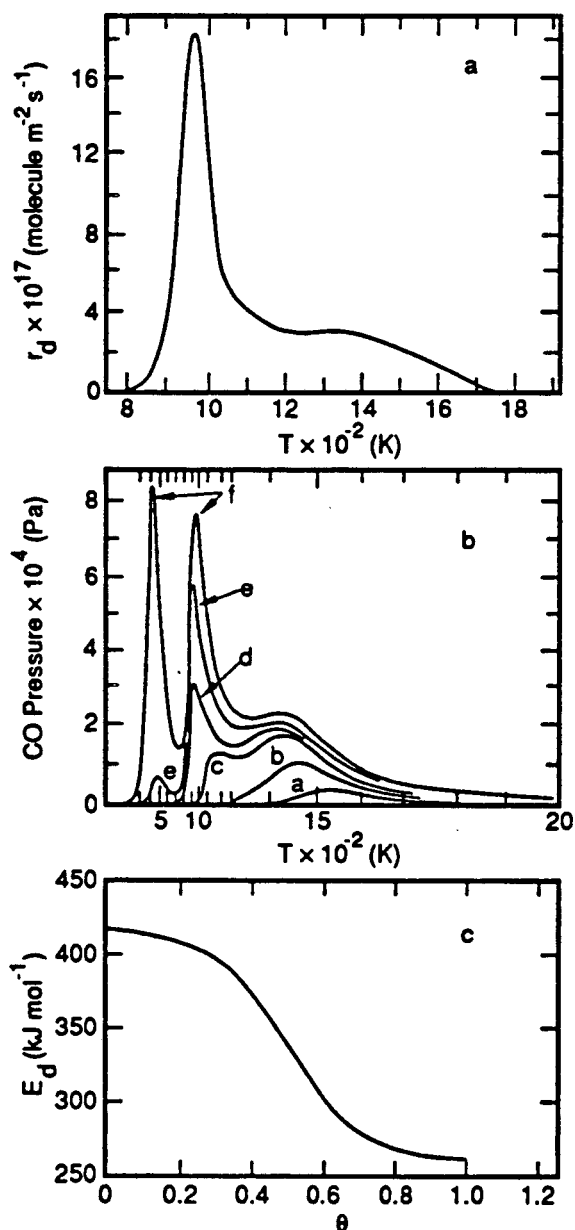 a
r_d × 10^17 (molecule m^-2 s^-1)
16
12
8
4
0
8 10 12 14 16 18
T × 10^-2 (K)
b
CO Pressure × 10^4 (Pa)
8
6
4
2
0
f
e
d
e c b a
5 10 15 20
T × 10^-2 (K)
c
E_d (kJ mol^-1)
450
400
350
300
250
0 0.2 0.4 0.6 0.8 1.0 1.2
θ